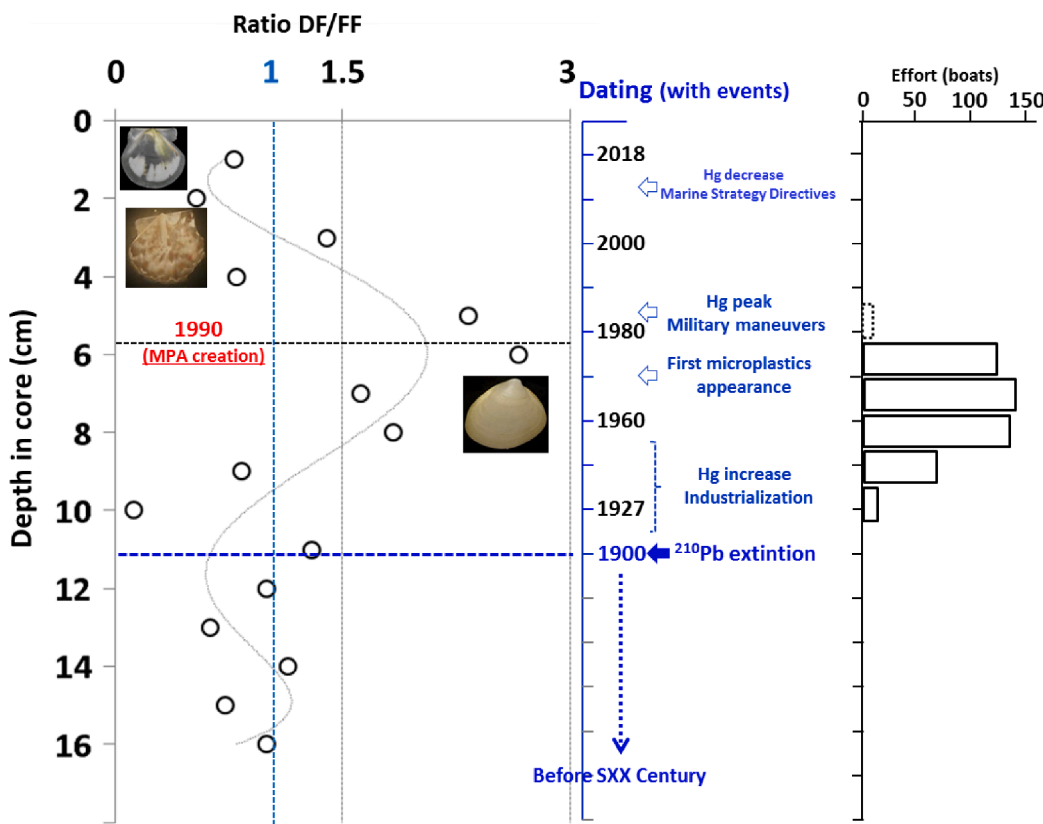 Ratio DF/FF
0 1 1.5 3
Depth in core (cm)
0
2
4
6
8
10
12
14
16
1990
(MPA creation)
Dating (with events)
2018
2000
1980
1960
1927
1900
Before SXX Century
Hg decrease
Marine Strategy Directives
Hg peak
Military maneuvers
First microplastics
appearance
Hg increase
Industrialization
210Pb extintion
Effort (boats)
0 50 100 150